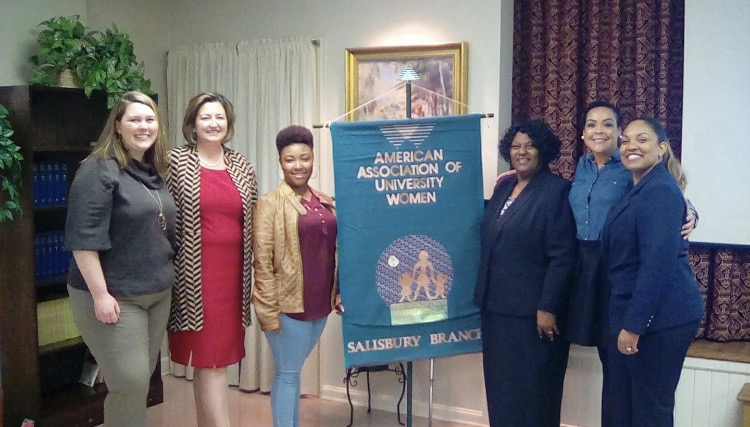 AMERICAN
ASSOCIATION OF
UNIVERSITY
WOMEN
SALISBURY BRANCH